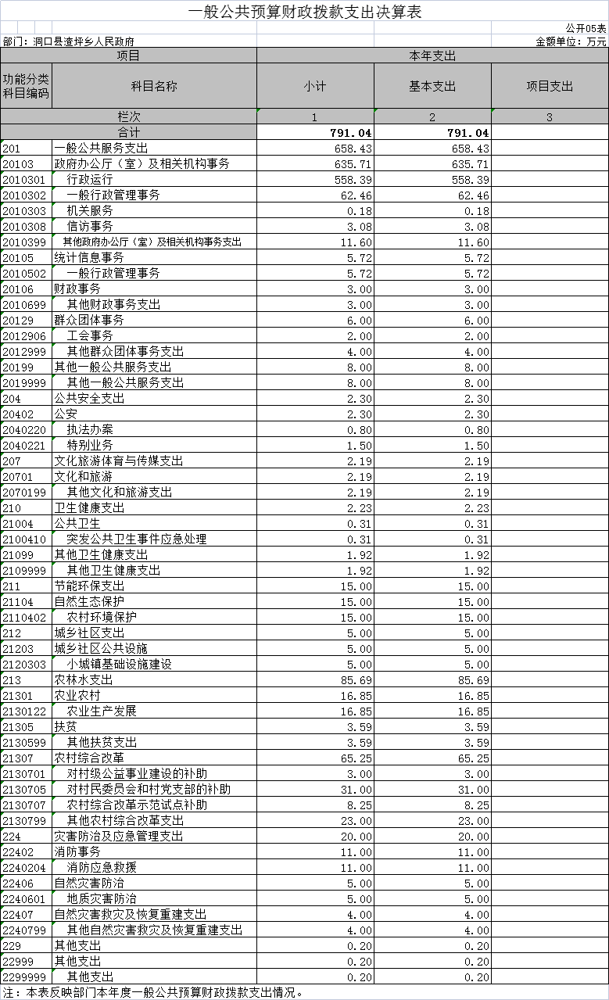 一般公共预算财政拨款支出决算表
公开05表
部门：洞口县渣坪乡人民政府 金额单位：万元
项目 本年支出
功能分类科目编码 科目名称 小计 基本支出 项目支出
栏次 1 2 3
合计 791.04 791.04
201 一般公共服务支出 658.43 658.43
20103 政府办公厅（室）及相关机构事务 635.71 635.71
2010301 行政运行 558.39 558.39
2010302 一般行政管理事务 62.46 62.46
2010303 机关服务 0.18 0.18
2010308 信访事务 3.08 3.08
2010399 其他政府办公厅（室）及相关机构事务支出 11.60 11.60
20105 统计信息事务 5.72 5.72
2010502 一般行政管理事务 5.72 5.72
20106 财政事务 3.00 3.00
2010699 其他财政事务支出 3.00 3.00
20129 群众团体事务 6.00 6.00
2012906 工会事务 2.00 2.00
2012999 其他群众团体事务支出 4.00 4.00
20199 其他一般公共服务支出 8.00 8.00
2019999 其他一般公共服务支出 8.00 8.00
204 公共安全支出 2.30 2.30
20402 公安 2.30 2.30
2040220 执法办案 0.80 0.80
2040221 特别业务 1.50 1.50
207 文化旅游体育与传媒支出 2.19 2.19
20701 文化和旅游 2.19 2.19
2070199 其他文化和旅游支出 2.19 2.19
210 卫生健康支出 2.23 2.23
21004 公共卫生 0.31 0.31
2100410 突发公共卫生事件应急处理 0.31 0.31
21099 其他卫生健康支出 1.92 1.92
2109999 其他卫生健康支出 1.92 1.92
211 节能环保支出 15.00 15.00
21104 自然生态保护 15.00 15.00
2110402 农村环境保护 15.00 15.00
212 城乡社区支出 5.00 5.00
21203 城乡社区公共设施 5.00 5.00
2120303 小城镇基础设施建设 5.00 5.00
213 农林水支出 85.69 85.69
21301 农业农村 16.85 16.85
2130122 农业生产发展 16.85 16.85
21305 扶贫 3.59 3.59
2130599 其他扶贫支出 3.59 3.59
21307 农村综合改革 65.25 65.25
2130701 对村级公益事业建设的补助 3.00 3.00
2130705 对村民委员会和村党支部的补助 31.00 31.00
2130707 农村综合改革示范试点补助 8.25 8.25
2130799 其他农村综合改革支出 23.00 23.00
224 灾害防治及应急管理支出 20.00 20.00
22402 消防事务 11.00 11.00
2240204 消防应急救援 11.00 11.00
22406 自然灾害防治 5.00 5.00
2240601 地质灾害防治 5.00 5.00
22407 自然灾害救灾及恢复重建支出 4.00 4.00
2240799 其他自然灾害救灾及恢复重建支出 4.00 4.00
229 其他支出 0.20 0.20
22999 其他支出 0.20 0.20
2299999 其他支出 0.20 0.20
注：本表反映部门本年度一般公共预算财政拨款支出情况。